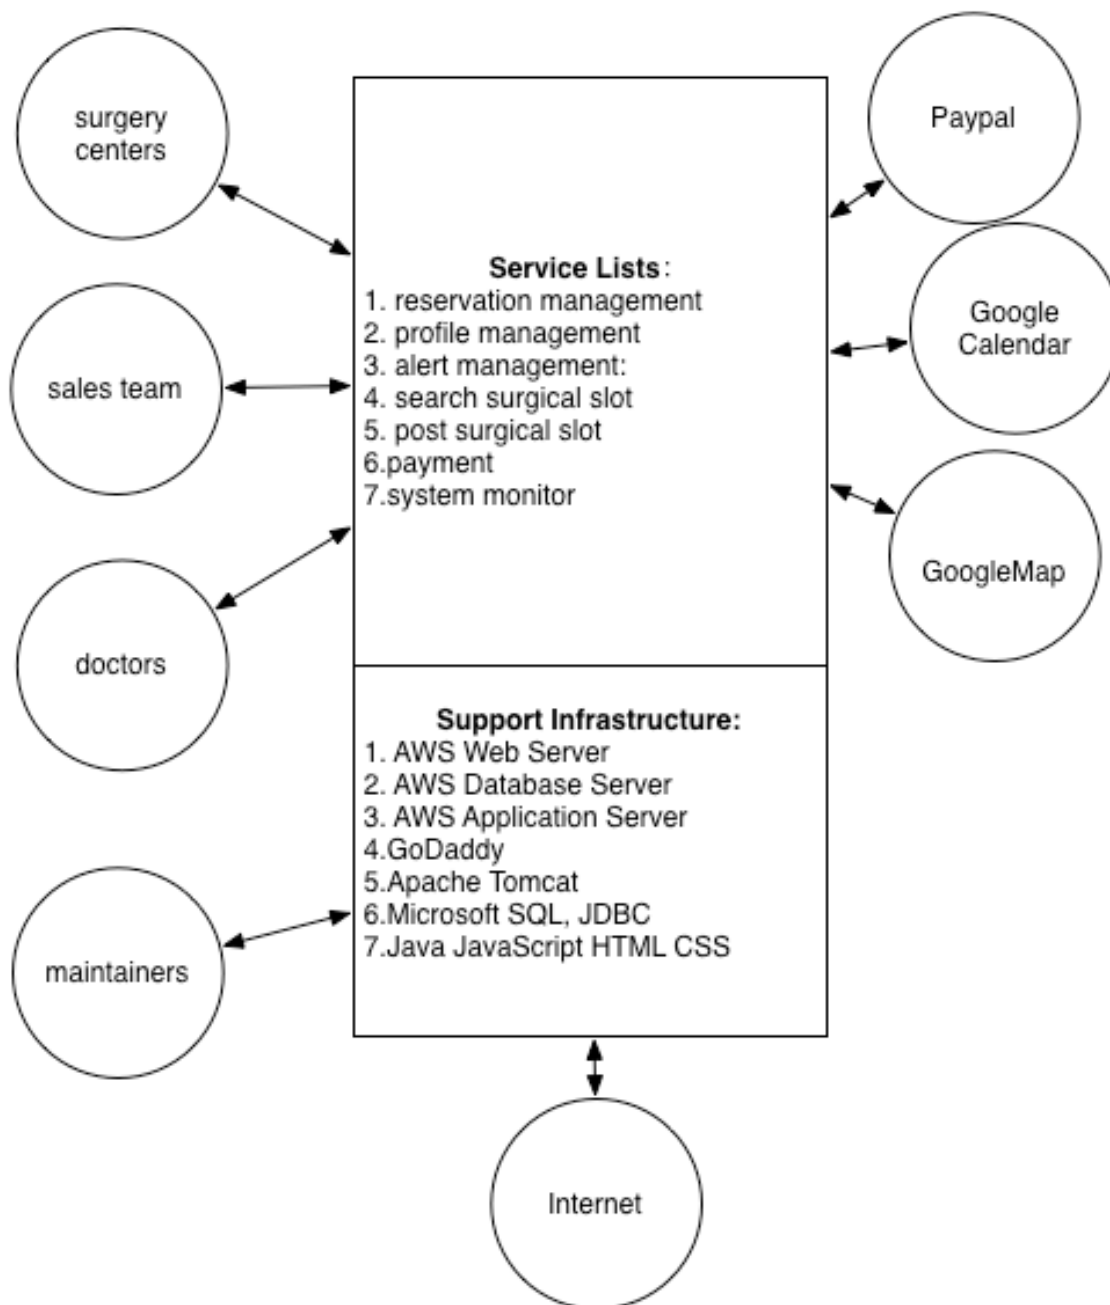 surgery
centers
sales team
doctors
maintainers
Service Lists:
1. reservation management
2. profile management
3. alert management:
4. search surgical slot
5. post surgical slot
6.payment
7.system monitor
Support Infrastructure:
1. AWS Web Server
2. AWS Database Server
3. AWS Application Server
4.GoDaddy
5.Apache Tomcat
6.Microsoft SQL, JDBC
7.Java JavaScript HTML CSS
Paypal
Google
Calendar
GoogleMap
Internet